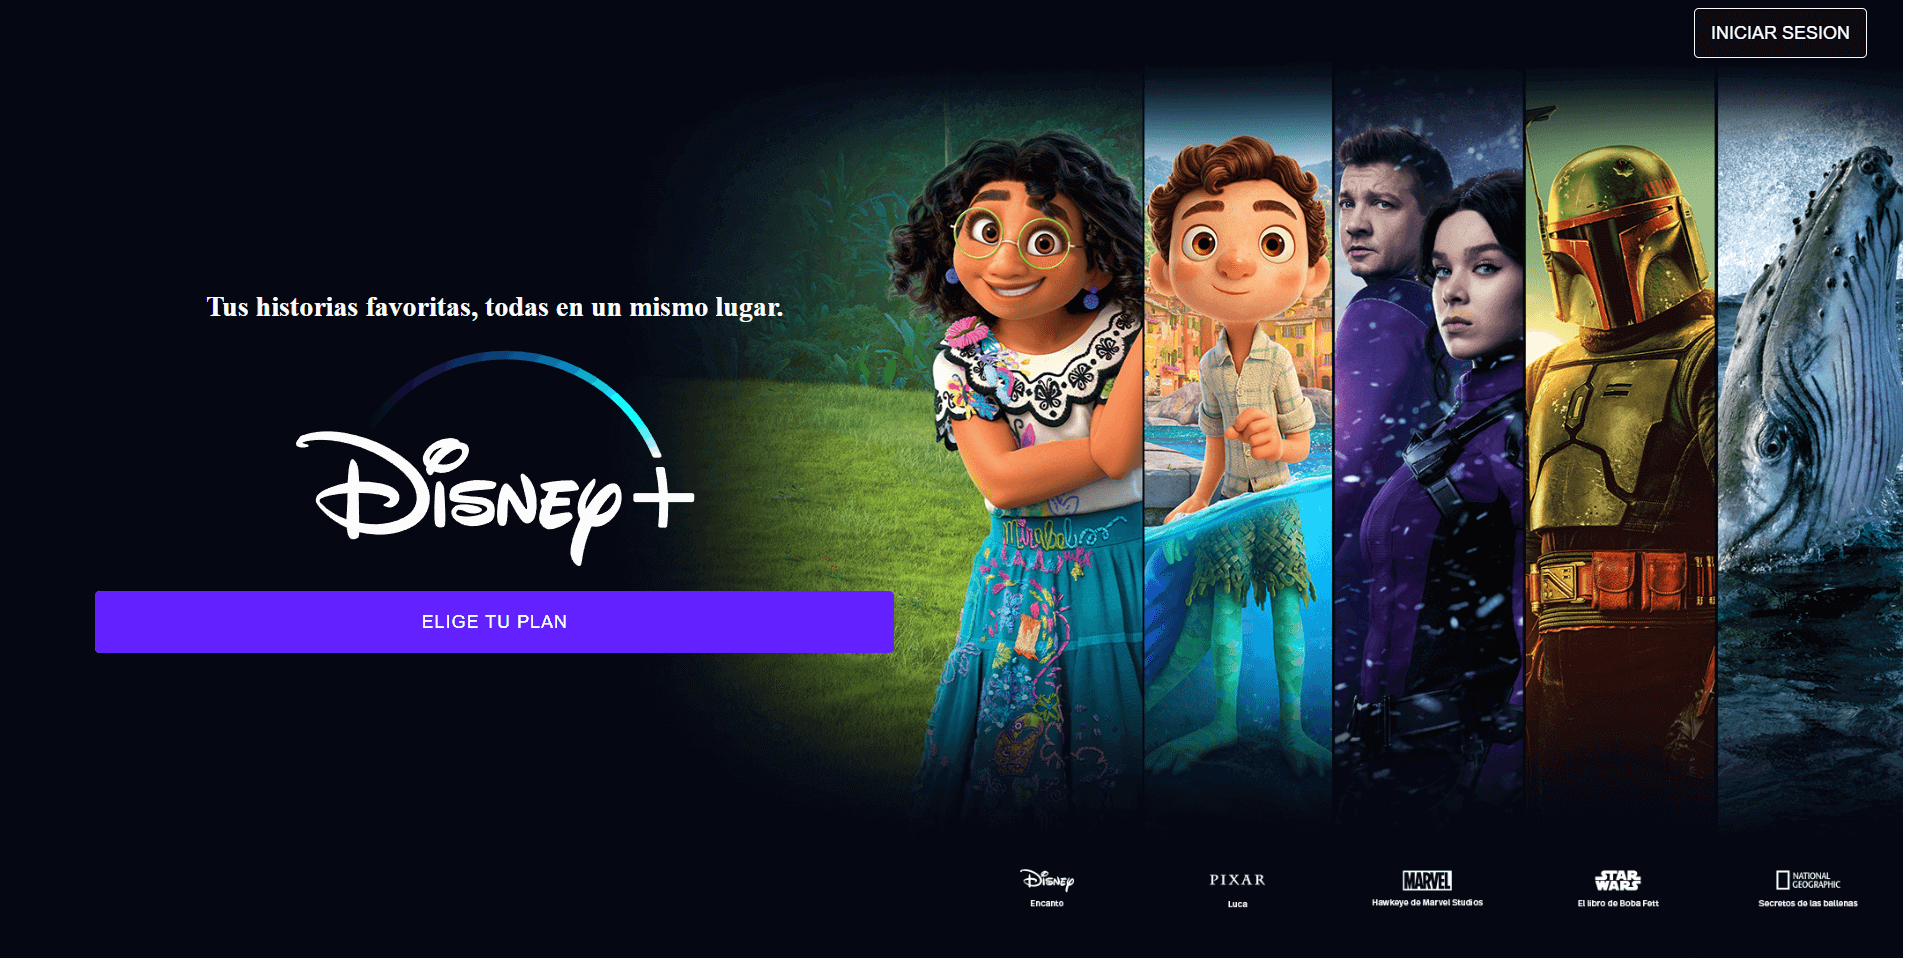 INICIAR SESION
Tus historias favoritas, todas en un mismo lugar.
Disney+
ELIGE TU PLAN
Mirabel
Disney
Encanto
PIXAR
Luca
MARVEL
Hawkeye de Marvel Studios
STAR WARS
El libro de Boba Fett
NATIONAL GEOGRAPHIC
Secretos de las ballenas